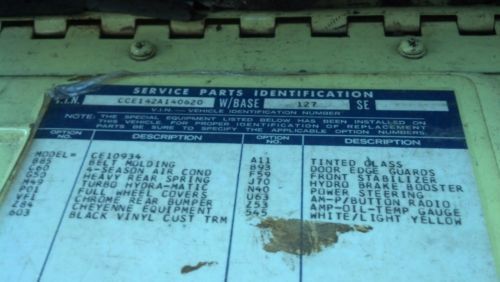 SERVICE PARTS IDENTIFICATION
V.I.N. CCE142A140620 W/BASE 127 SE
V.I.N. — VEHICLE IDENTIFICATION NUMBER
NOTE: THE SPECIAL EQUIPMENT LISTED BELOW HAS BEEN INSTALLED ON
THIS VEHICLE. FOR PROPER IDENTIFICATION OF REPLACEMENT
PARTS BE SURE TO SPECIFY THE APPLICABLE OPTION NUMBERS.
OPTION NO. DESCRIPTION OPTION NO. DESCRIPTION
MODEL= CE10934
B85 BELT MOLDING A11 TINTED GLASS
C60 4-SEASON AIR COND B93 DOOR EDGE GUARDS
G50 HEAVY REAR SPRING F59 FRONT STABILIZER
M49 TURBO HYDRA-MATIC J70 HYDRO BRAKE BOOSTER
P01 FULL WHEEL COVERS N40 POWER STEERING
VF1 CHROME REAR BUMPER U63 AM-P/BUTTON RADIO
Z84 CHEYENNE EQUIPMENT Z53 AMP-OIL-TEMP GAUGE
603 BLACK VINYL CUST TRM 545 WHITE/LIGHT YELLOW